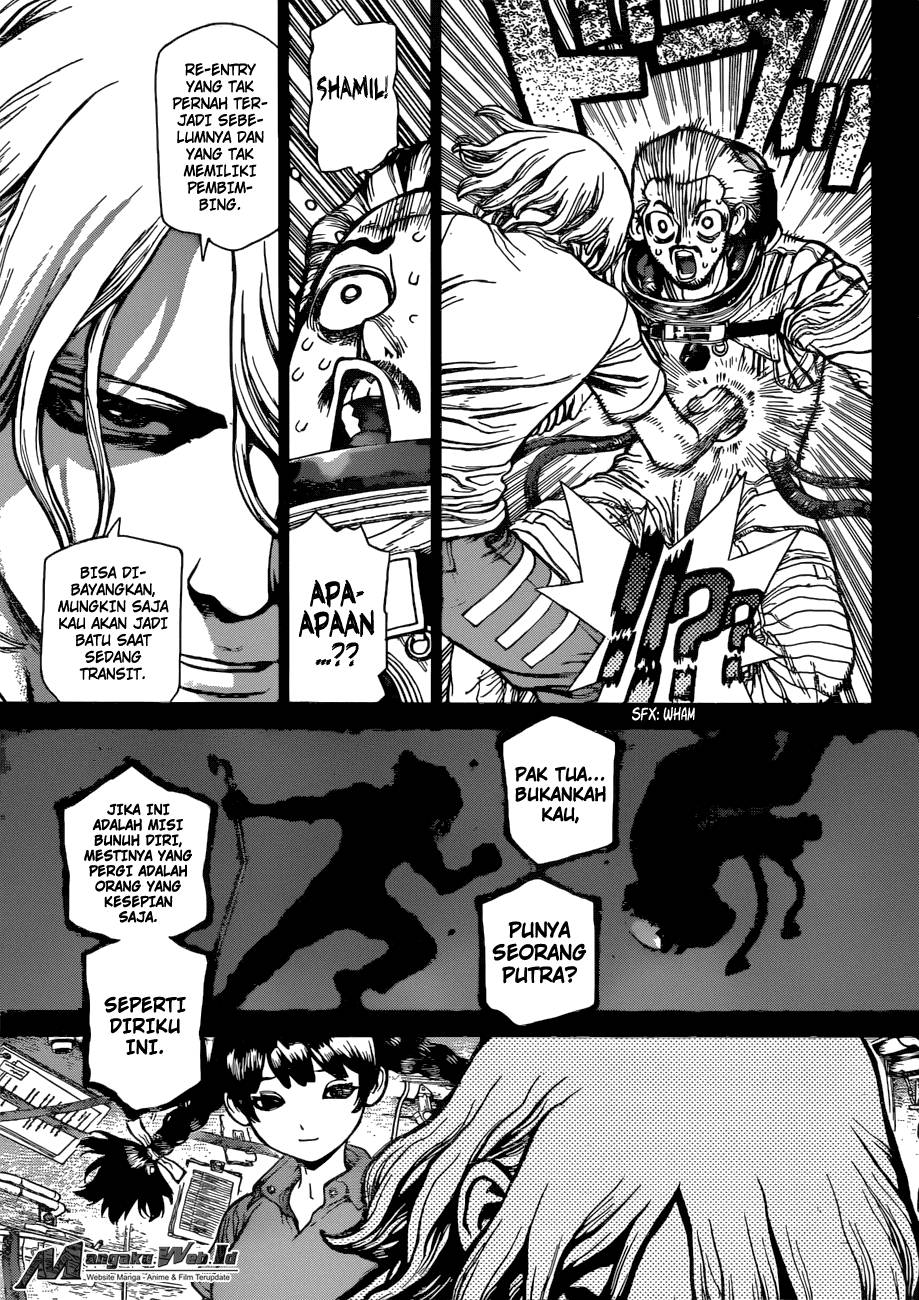 SHAMIL!
APA-
APAAN
...??
!!!???
SFX: WHAM
RE-ENTRY
YANG TAK
PERNAH TER-
JADI SEBE-
LUMNYA DAN
YANG TAK
MEMILIKI
PEMBIM-
BING.
BISA DI-
BAYANGKAN,
MUNGKIN SAJA
KAU AKAN JADI
BATU SAAT
SEDANG
TRANSIT.
PAK TUA...
BUKANKAH
KAU,
PUNYA
SEORANG
PUTRA?
JIKA INI
ADALAH MISI
BUNUH DIRI,
MESTINYA YANG
PERGI ADALAH
ORANG YANG
KESEPIAN
SAJA.
SEPERTI
DIRIKU
INI.
Mangaku.Web.Id
Website Manga - Anime & Film Terupdate